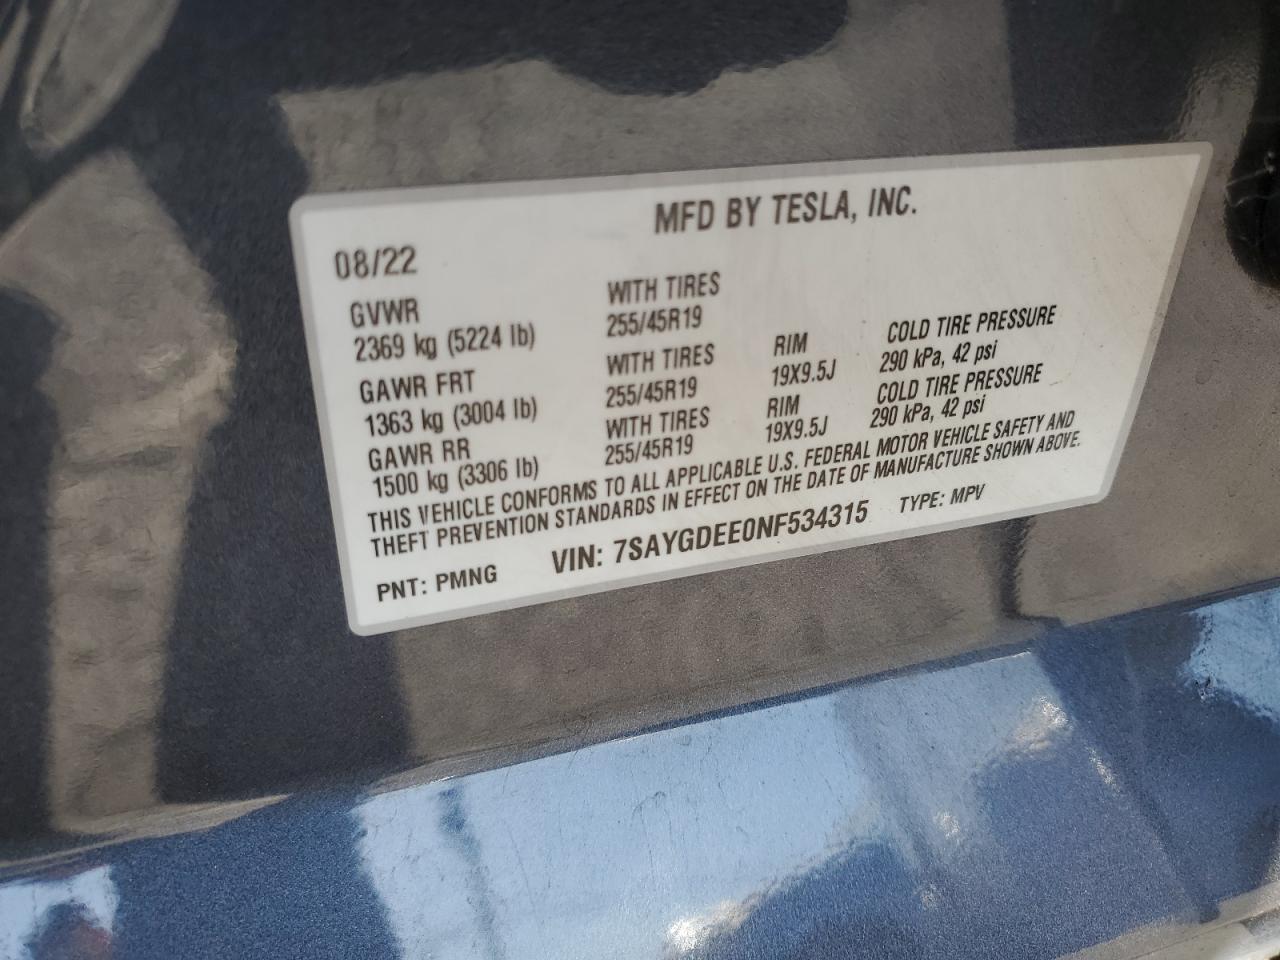 MFD BY TESLA, INC.
08/22
GVWR WITH TIRES
2369 kg (5224 lb) 255/45R19
GAWR FRT WITH TIRES RIM COLD TIRE PRESSURE
1363 kg (3004 lb) 255/45R19 19X9.5J 290 kPa, 42 psi
GAWR RR WITH TIRES RIM COLD TIRE PRESSURE
1500 kg (3306 lb) 255/45R19 19X9.5J 290 kPa, 42 psi
THIS VEHICLE CONFORMS TO ALL APPLICABLE U.S. FEDERAL MOTOR VEHICLE SAFETY AND
THEFT PREVENTION STANDARDS IN EFFECT ON THE DATE OF MANUFACTURE SHOWN ABOVE.
PNT: PMNG VIN: 7SAYGDEE0NF534315 TYPE: MPV